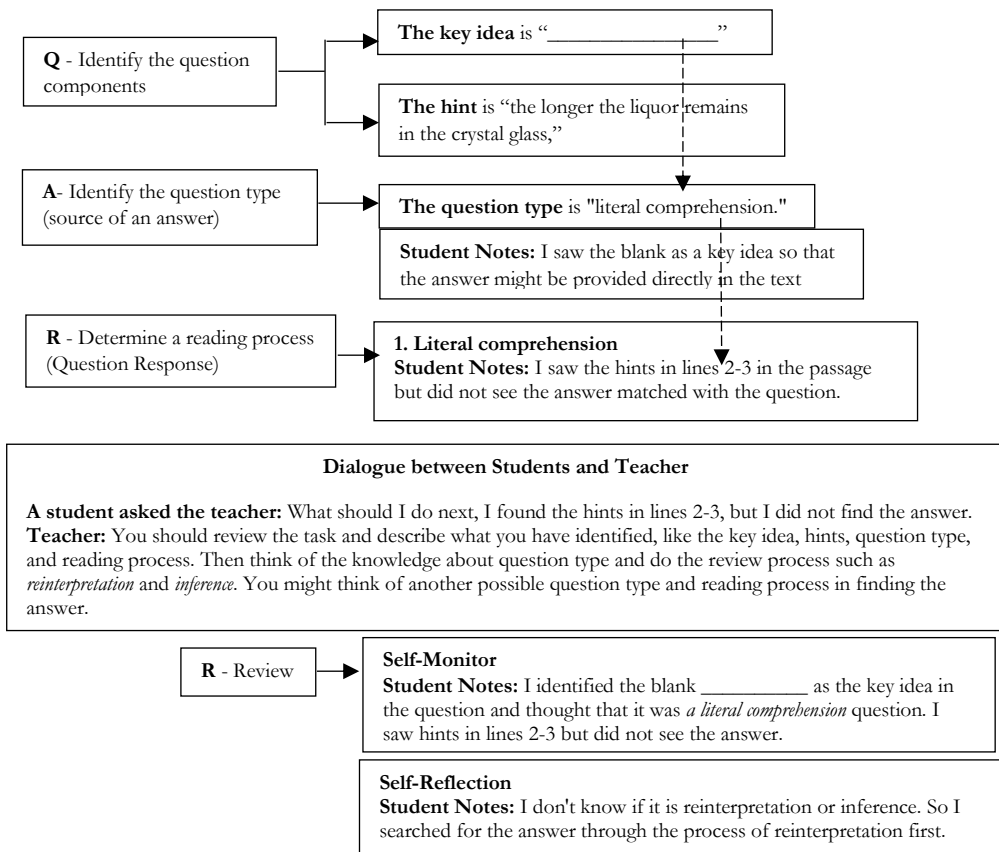 The key idea is “________________”
Q - Identify the question
components
The hint is “the longer the liquor remains
in the crystal glass,”
A- Identify the question type
(source of an answer)
The question type is "literal comprehension."
Student Notes: I saw the blank as a key idea so that
the answer might be provided directly in the text
R - Determine a reading process
(Question Response)
1. Literal comprehension
Student Notes: I saw the hints in lines 2-3 in the passage
but did not see the answer matched with the question.
Dialogue between Students and Teacher
A student asked the teacher: What should I do next, I found the hints in lines 2-3, but I did not find the answer.
Teacher: You should review the task and describe what you have identified, like the key idea, hints, question type,
and reading process. Then think of the knowledge about question type and do the review process such as
reinterpretation and inference. You might think of another possible question type and reading process in finding the
answer.
R - Review
Self-Monitor
Student Notes: I identified the blank __________ as the key idea in
the question and thought that it was a literal comprehension question. I
saw hints in lines 2-3 but did not see the answer.
Self-Reflection
Student Notes: I don't know if it is reinterpretation or inference. So I
searched for the answer through the process of reinterpretation first.